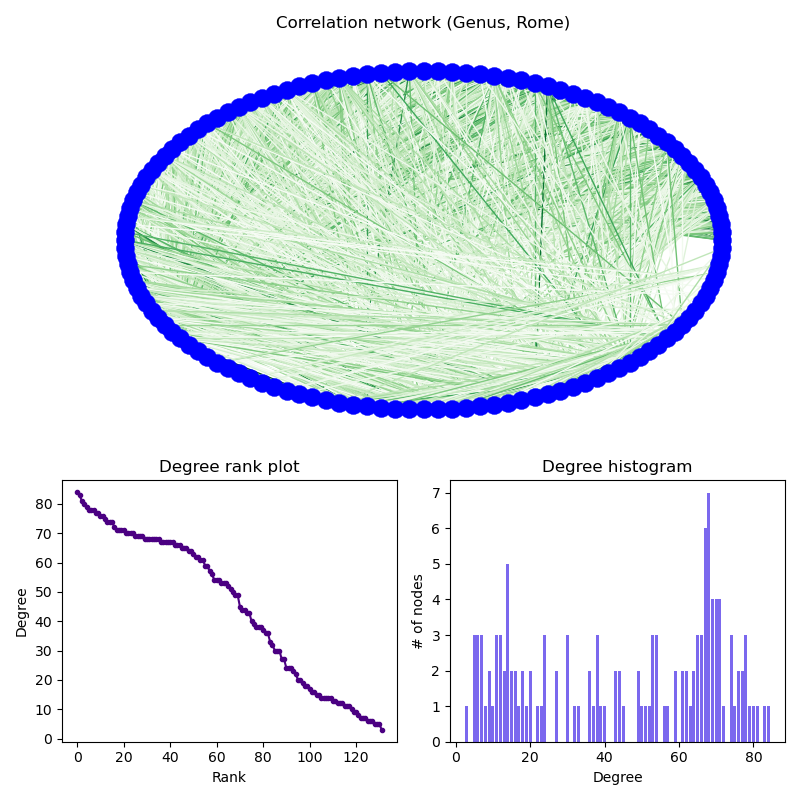 Correlation network (Genus, Rome)
Degree rank plot
Degree histogram
80
70
60
50
40
30
20
10
0
Degree
0 20 40 60 80 100 120
Rank
7
6
5
4
3
2
1
0
# of nodes
0 20 40 60 80
Degree